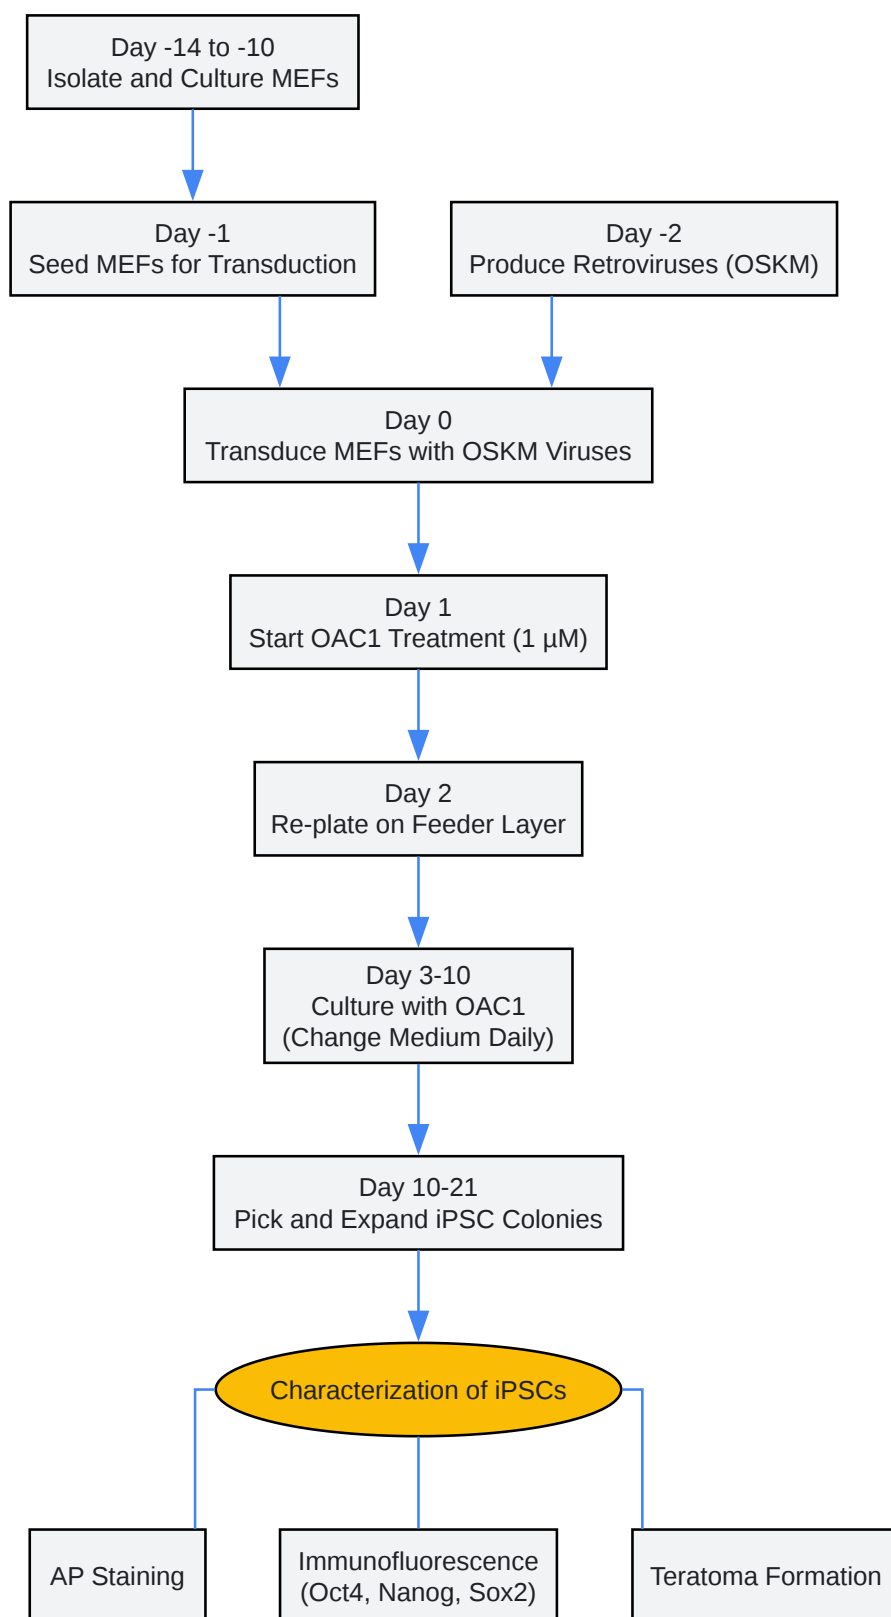 Day -14 to -10
Isolate and Culture MEFs
Day -1
Seed MEFs for Transduction
Day -2
Produce Retroviruses (OSKM)
Day 0
Transduce MEFs with OSKM Viruses
Day 1
Start OAC1 Treatment (1 µM)
Day 2
Re-plate on Feeder Layer
Day 3-10
Culture with OAC1
(Change Medium Daily)
Day 10-21
Pick and Expand iPSC Colonies
Characterization of iPSCs
AP Staining
Immunofluorescence
(Oct4, Nanog, Sox2)
Teratoma Formation